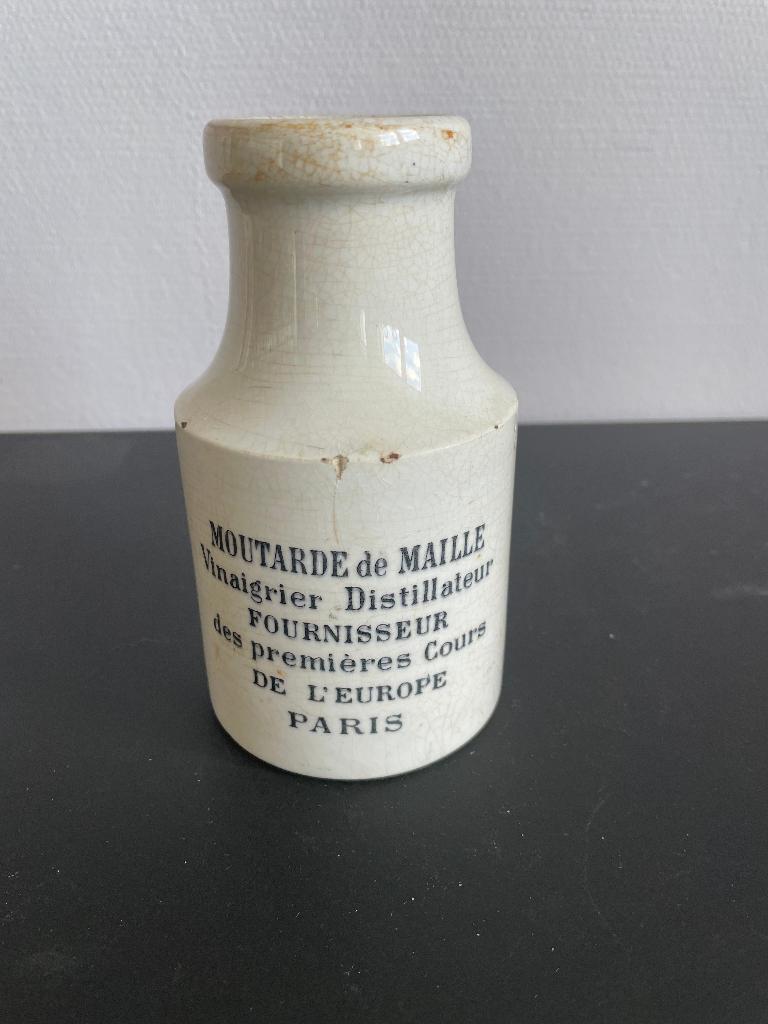 MOUTARDE de MAILLE
Vinaigrier Distillateur
FOURNISSEUR
des premières Cours
DE L'EUROPE
PARIS